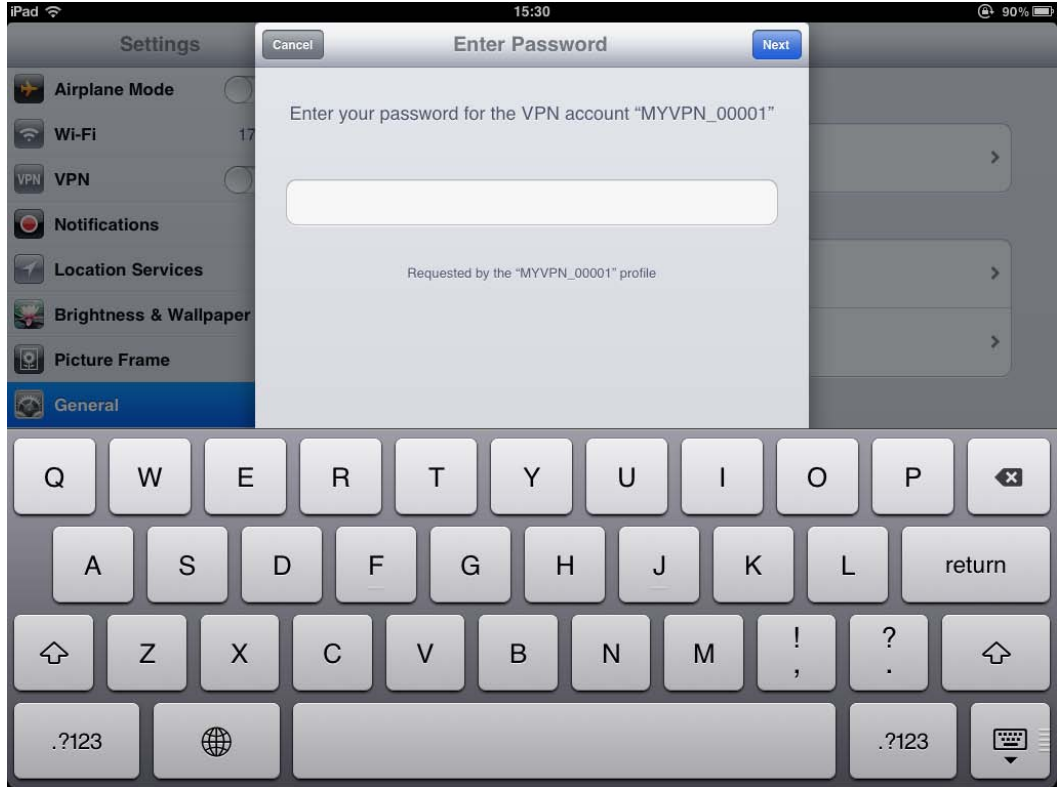 iPad 15:30 90%
Settings
Cancel Enter Password Next
Airplane Mode
Enter your password for the VPN account “MYVPN_00001”
Wi-Fi 17
VPN VPN
Notifications
Location Services
Requested by the “MYVPN_00001” profile
Brightness & Wallpaper
Picture Frame
General
Q W E R T Y U I O P
A S D F G H J K L return
Z X C V B N M ! , ? .
.?123 .?123